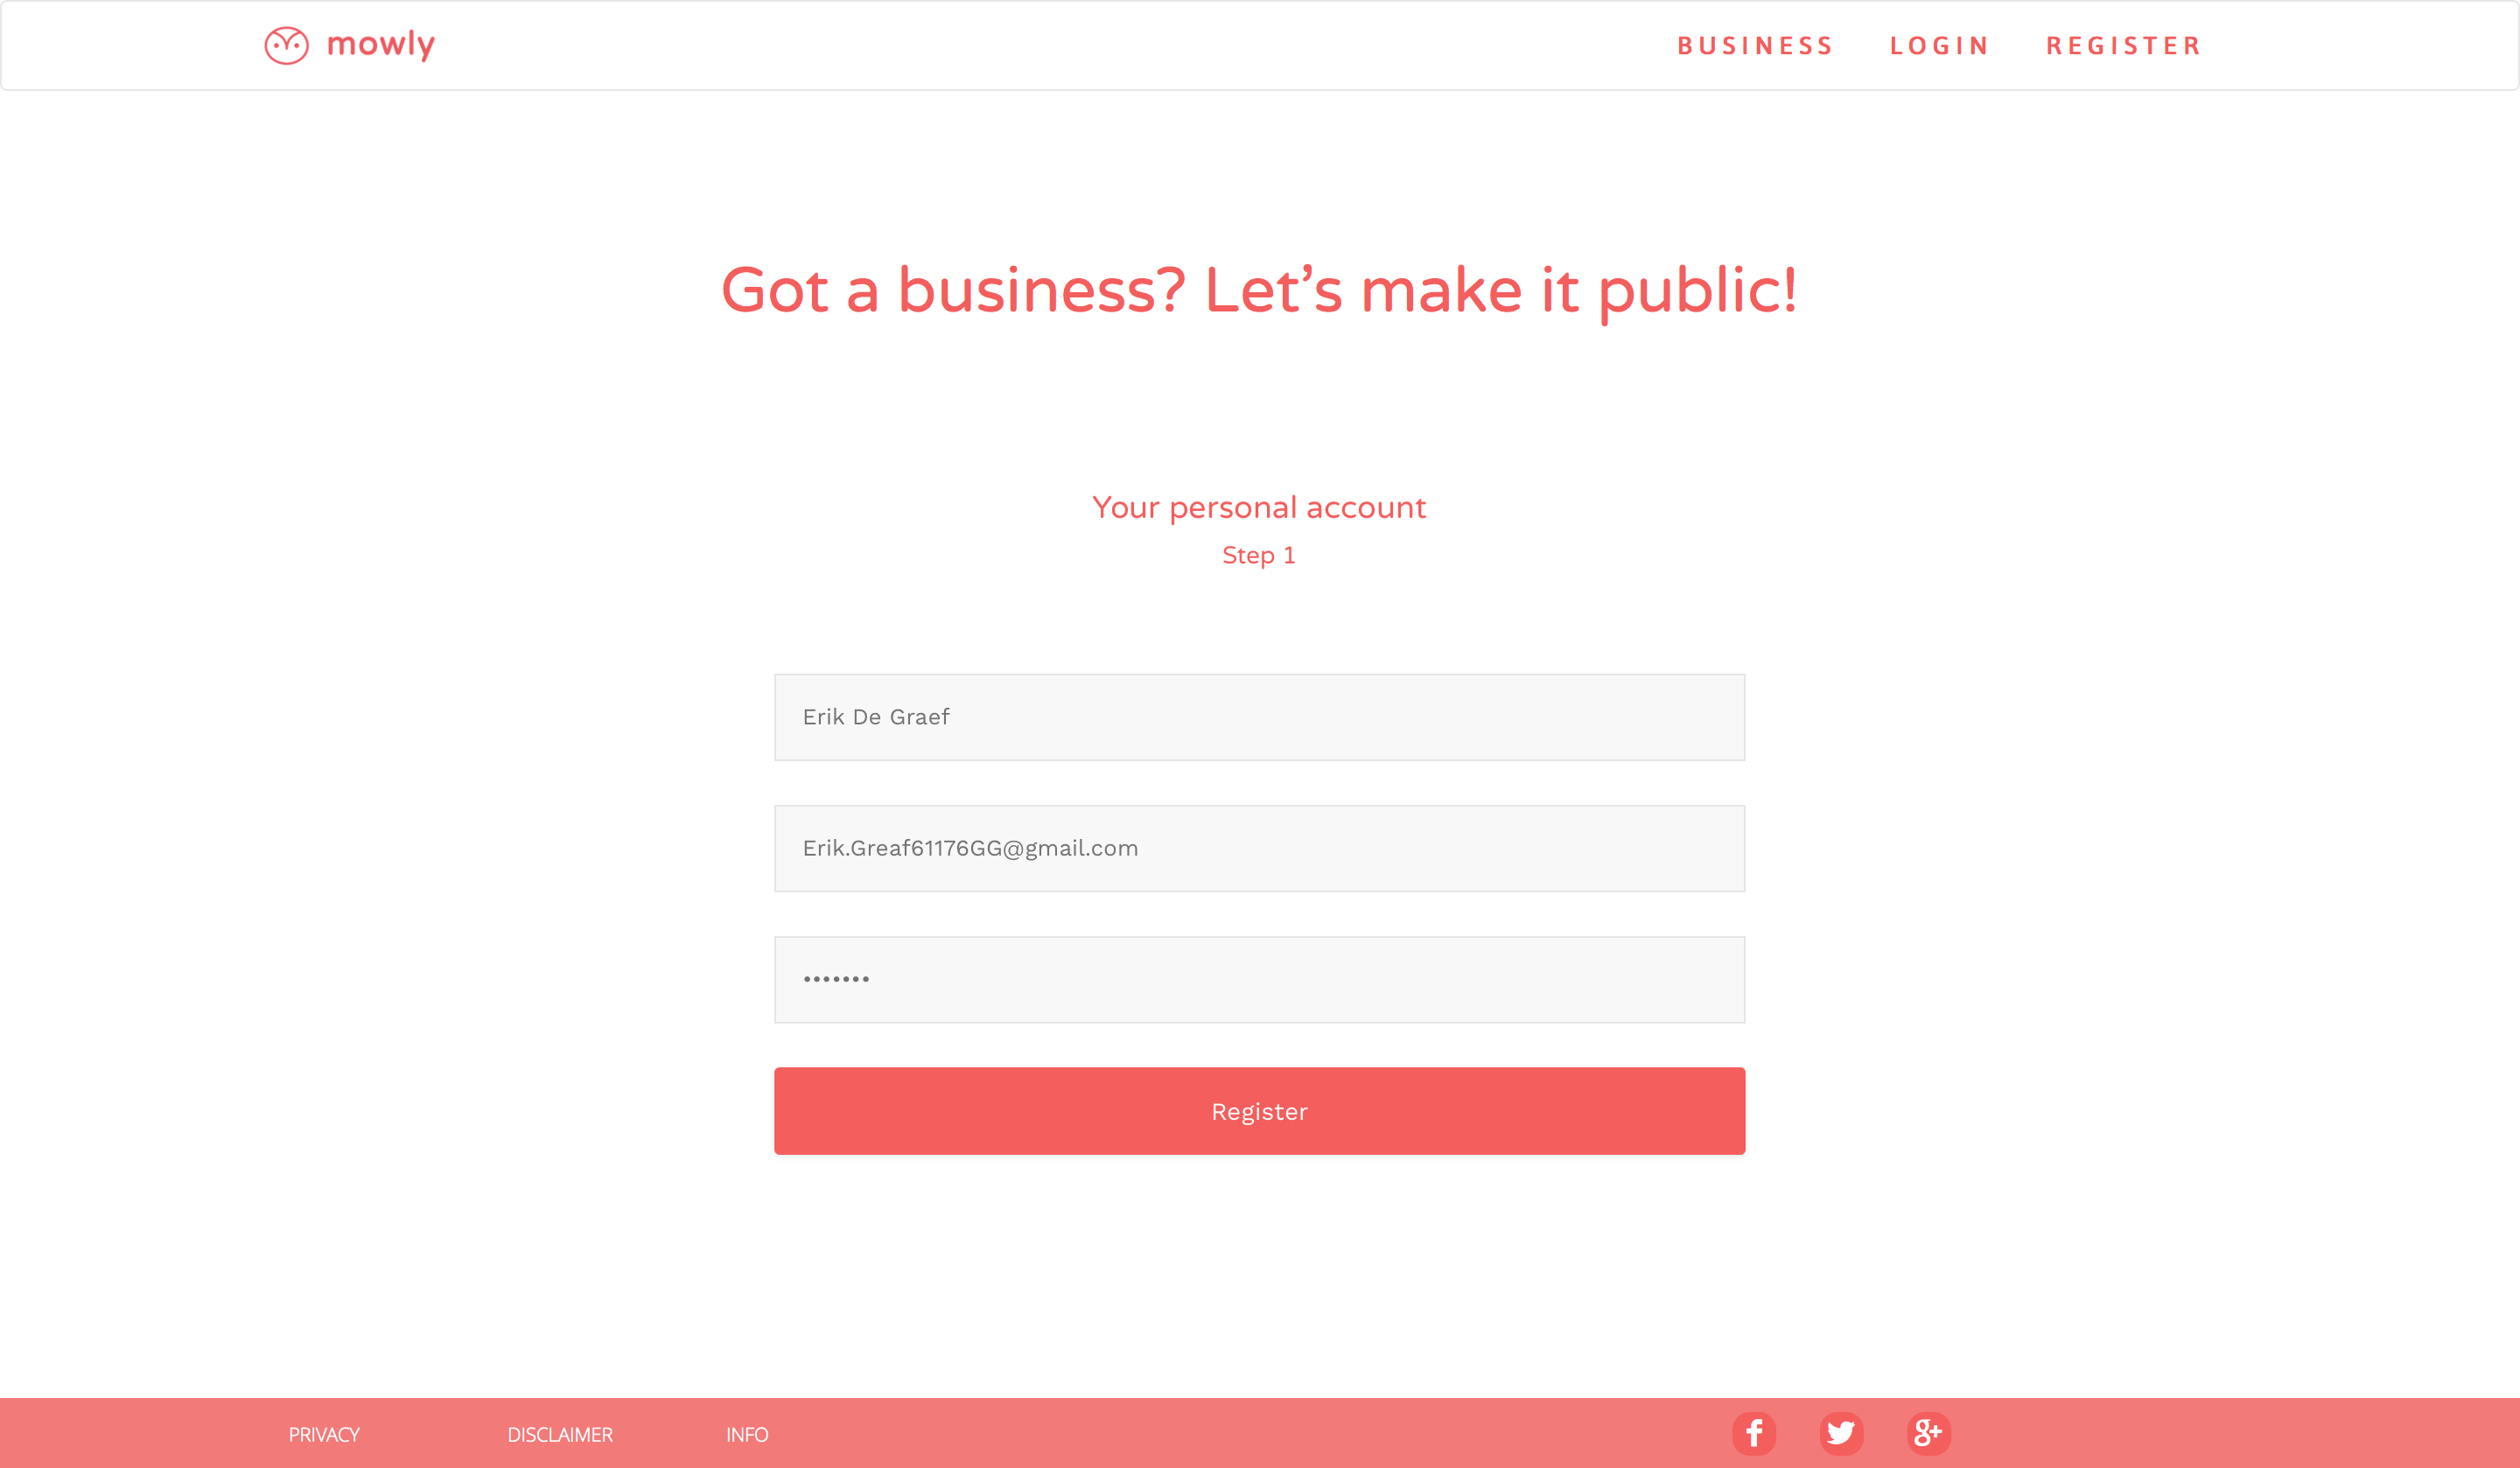 mowly
BUSINESS LOGIN REGISTER
Got a business? Let's make it public!
Your personal account
Step 1
Erik De Graef
Erik.Greaf61176GG@gmail.com
•••••••
Register
PRIVACY DISCLAIMER INFO